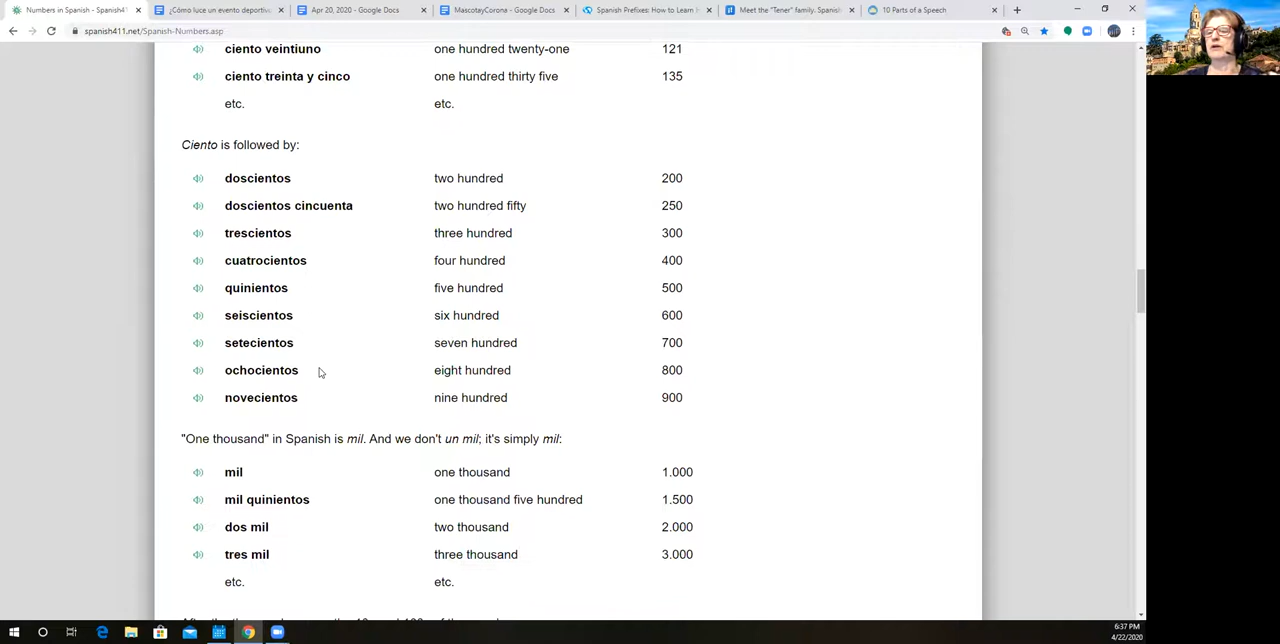 Numbers in Spanish - Spanish41
¿Cómo luce un evento deportiv
Apr 20, 2020 - Google Docs
MascotayCorona - Google Docs
Spanish Prefixes: How to Learn
Meet the "Tener" family. Spanish
10 Parts of a Speech
spanish411.net/Spanish-Numbers.asp
ciento veintiuno one hundred twenty-one 121
ciento treinta y cinco one hundred thirty five 135
etc. etc.
Ciento is followed by:
doscientos two hundred 200
doscientos cincuenta two hundred fifty 250
trescientos three hundred 300
cuatrocientos four hundred 400
quinientos five hundred 500
seiscientos six hundred 600
setecientos seven hundred 700
ochocientos eight hundred 800
novecientos nine hundred 900
"One thousand" in Spanish is mil. And we don't un mil; it's simply mil:
mil one thousand 1.000
mil quinientos one thousand five hundred 1.500
dos mil two thousand 2.000
tres mil three thousand 3.000
etc. etc.
6:37 PM
4/22/2020